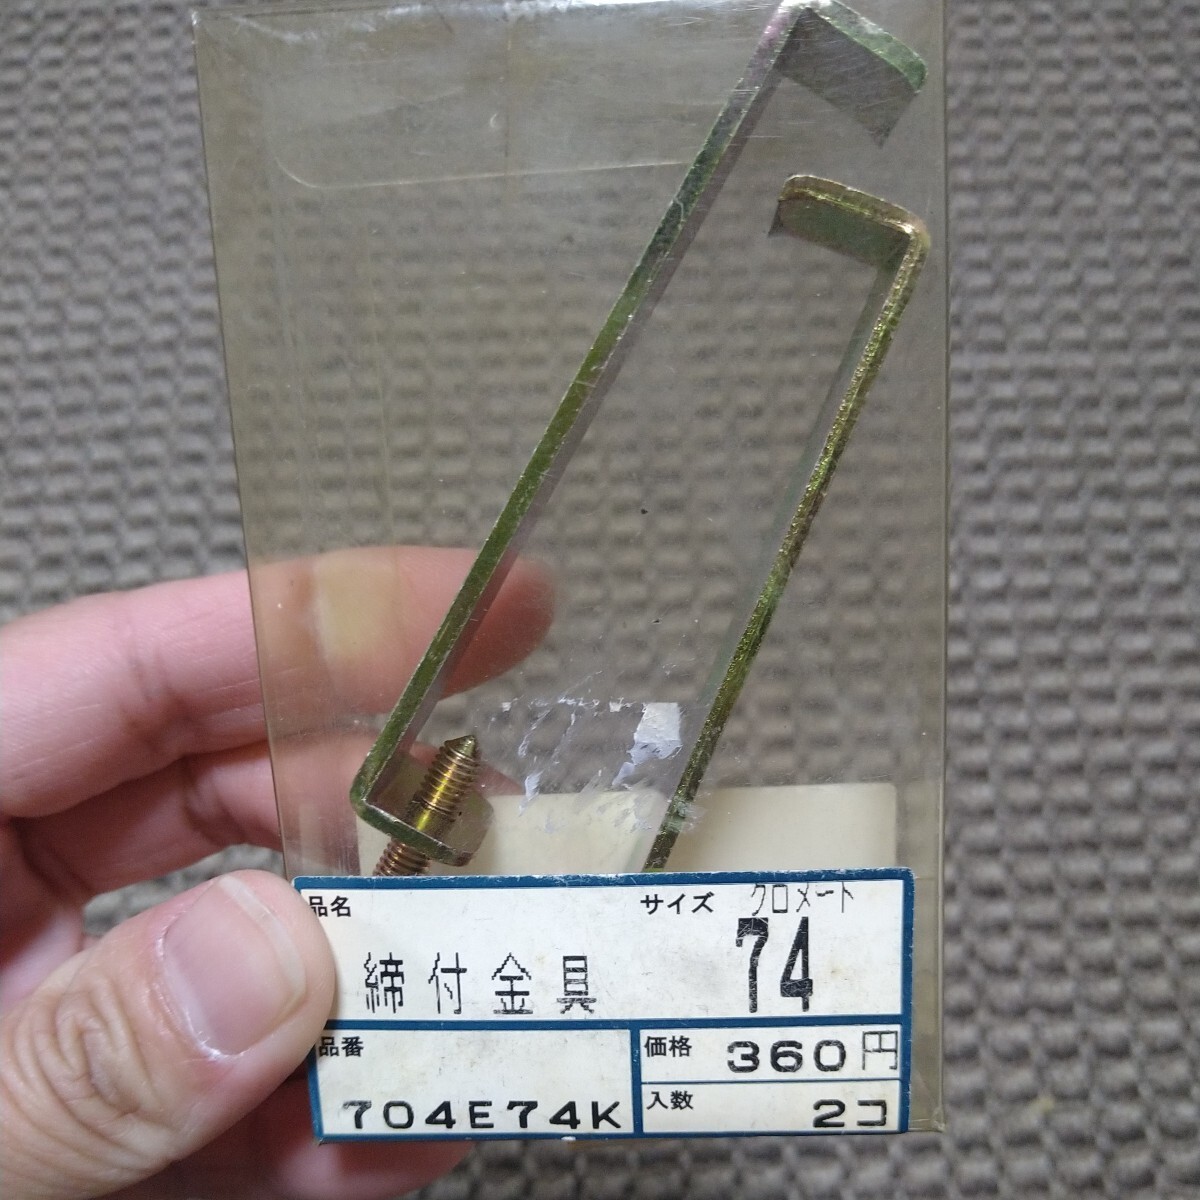 品名
サイズ クロメート
締付金具 74
品番
価格 360円
704E74K
入数 2コ